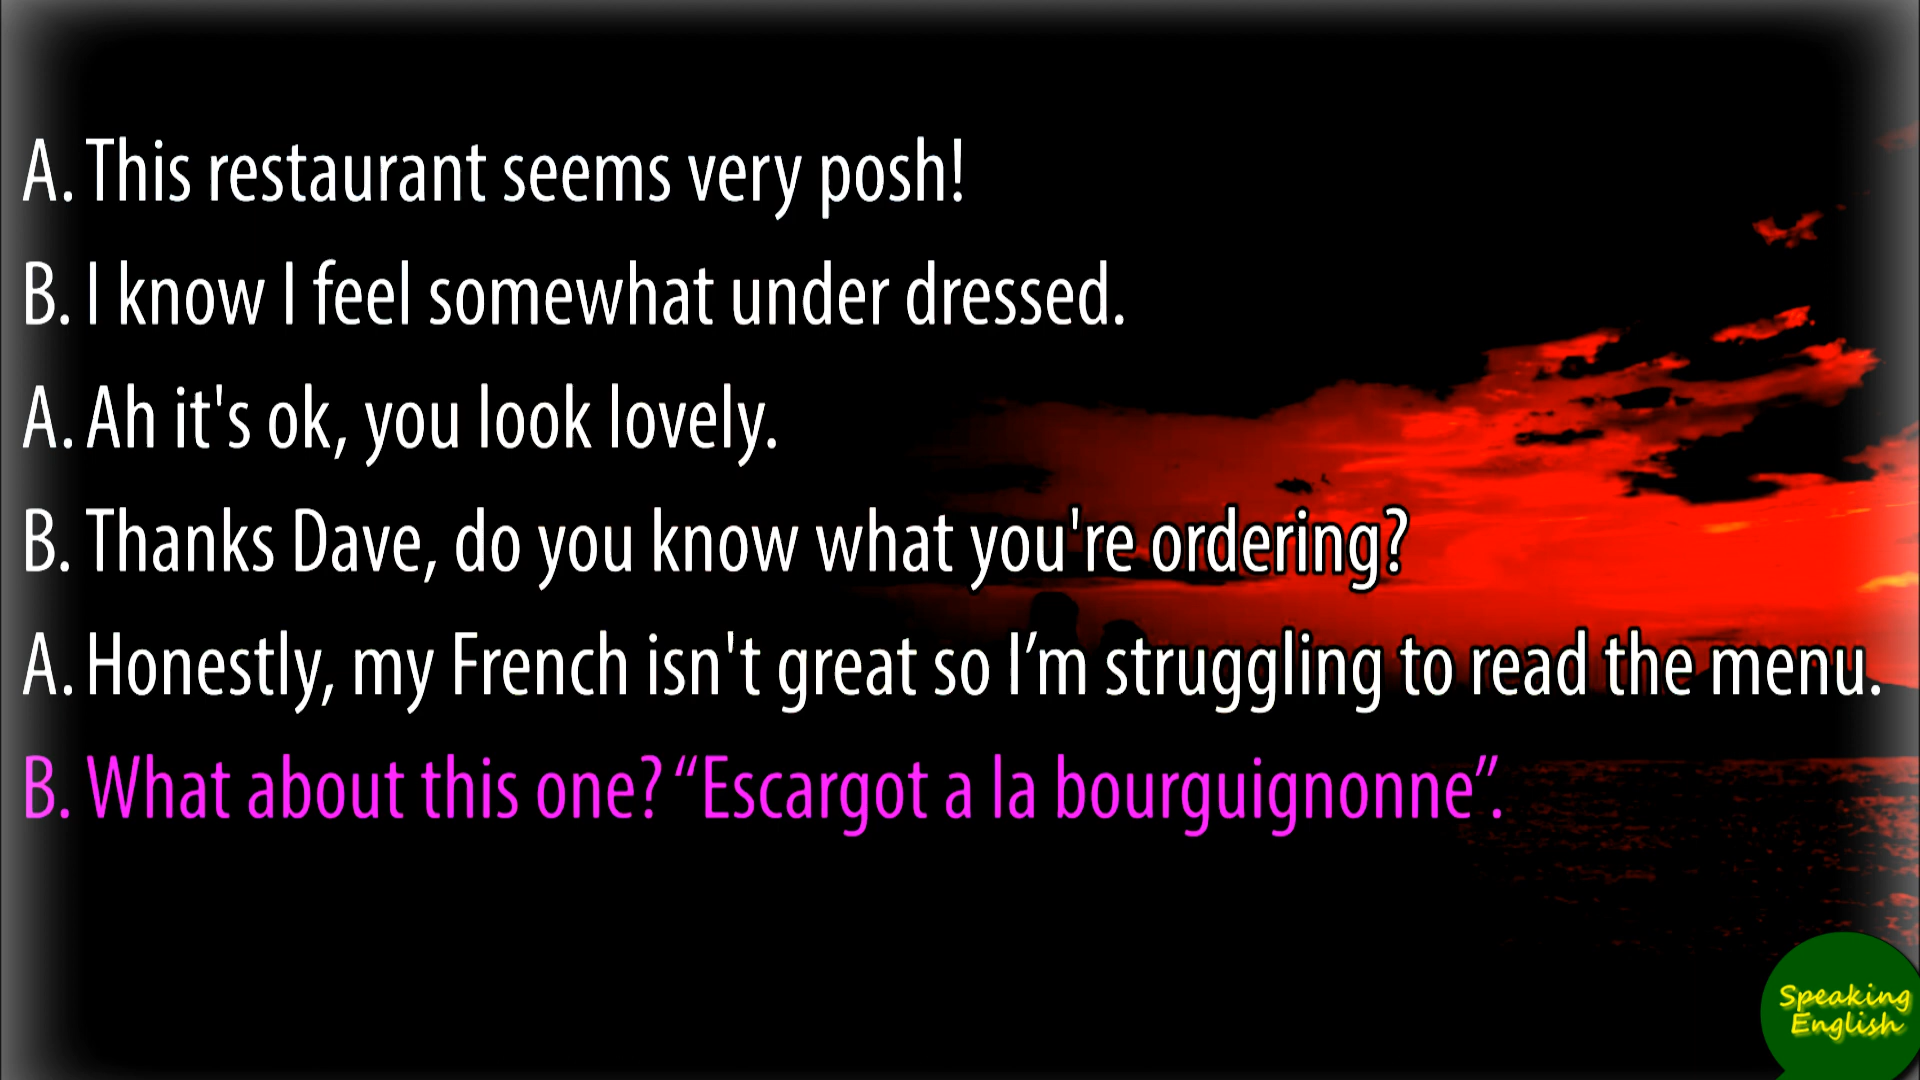 A. This restaurant seems very posh!
B. I know I feel somewhat under dressed.
A. Ah it's ok, you look lovely.
B. Thanks Dave, do you know what you're ordering?
A. Honestly, my French isn't great so I’m struggling to read the menu.
B. What about this one? “Escargot a la bourguignonne”.
Speaking
English